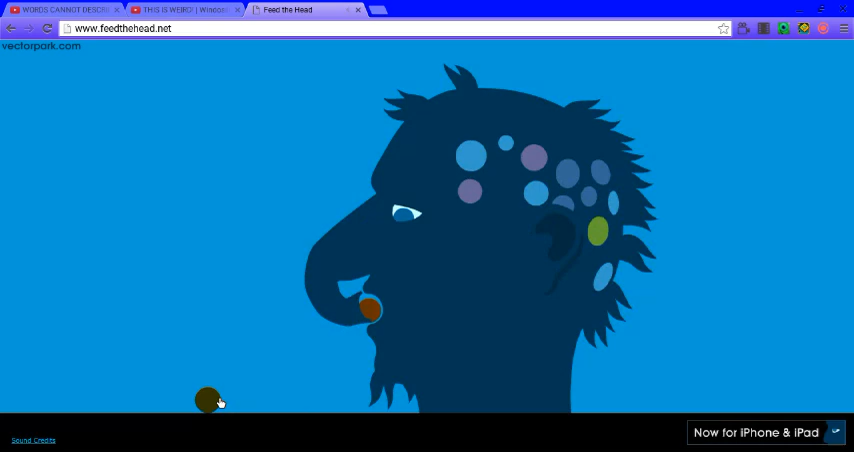 WORDS CANNOT DESCRI
THIS IS WEIRD! | Windos
Feed the Head
www.feedthehead.net
vectorpark.com
Now for iPhone & iPad
Sound Credits